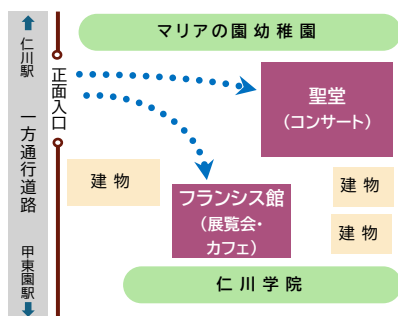 仁川駅
一方通行道路
甲東園駅
正面入口
マリアの園幼稚園
聖堂
（コンサート）
建物
フランシス館
（展覧会・
カフェ）
建物
建物
仁川学院